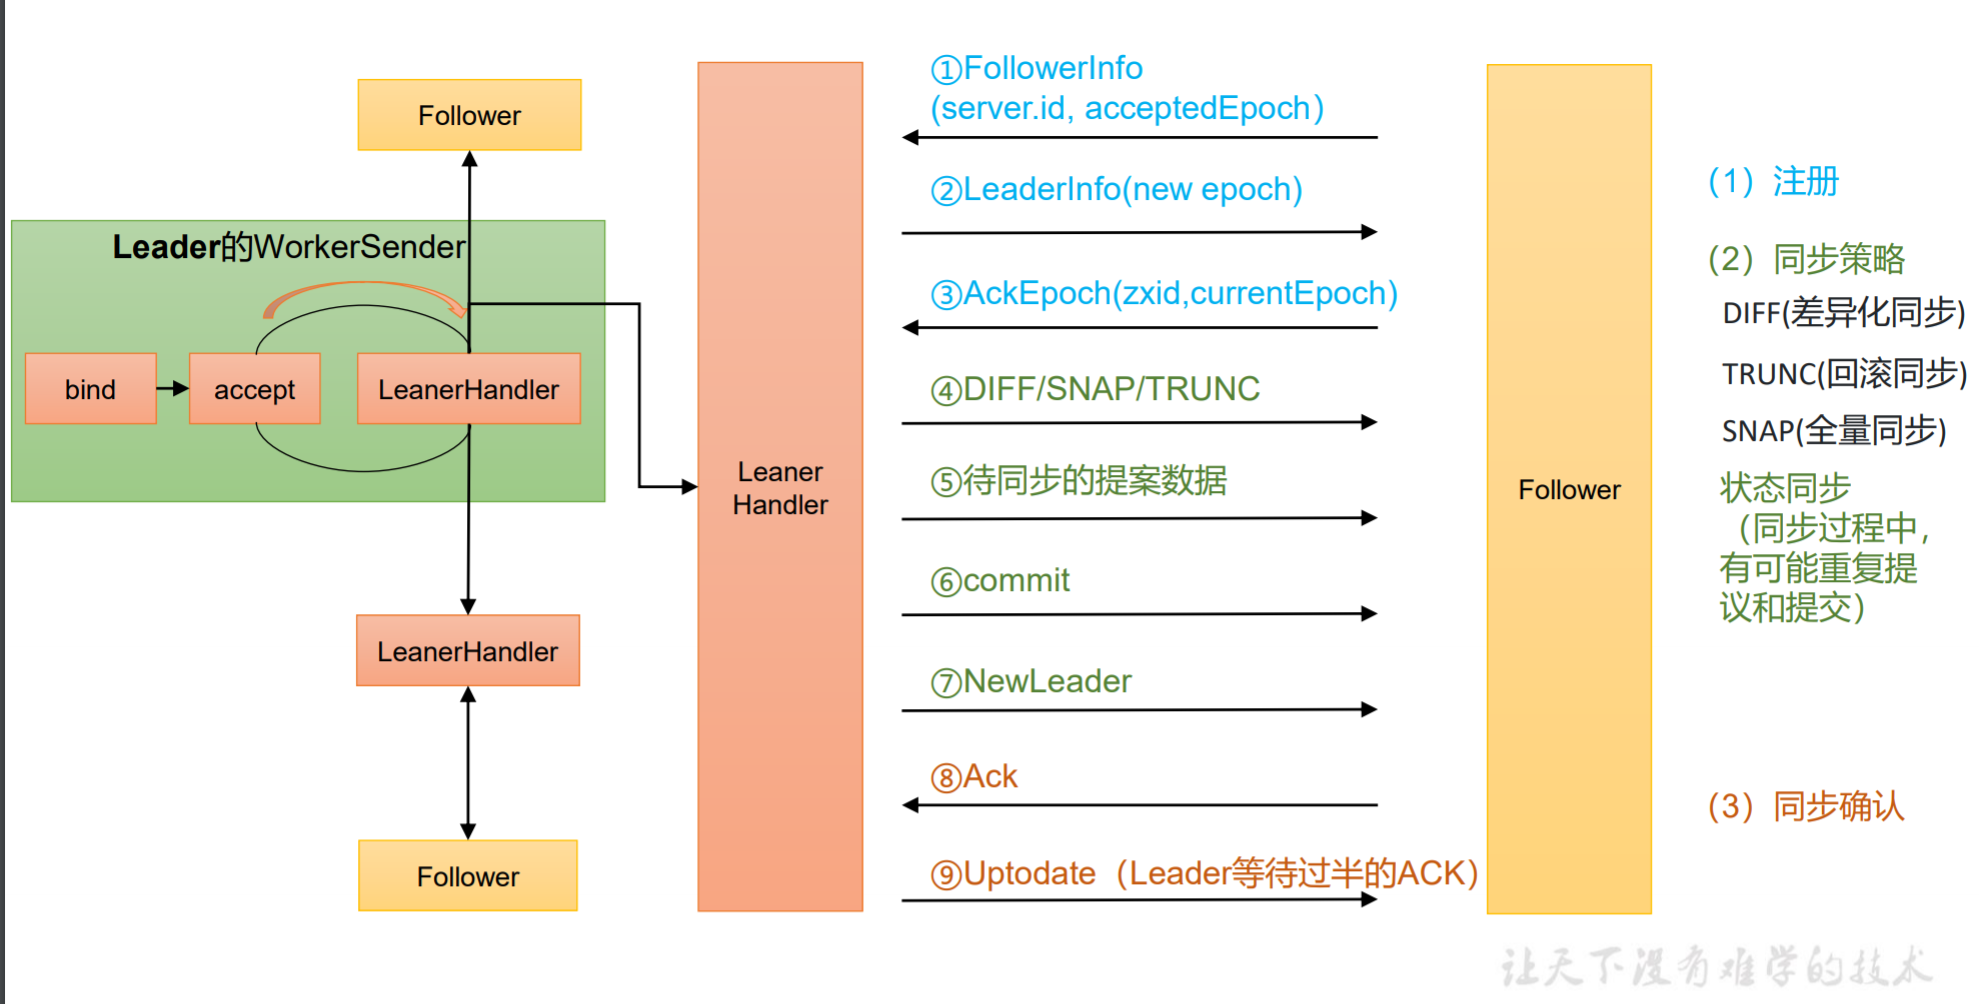 Follower
Leader的WorkerSender
bind
accept
LeanerHandler
LeanerHandler
Follower
Leaner
Handler
①FollowerInfo
(server.id, acceptedEpoch)
②LeaderInfo(new epoch)
③AckEpoch(zxid,currentEpoch)
④DIFF/SNAP/TRUNC
⑤待同步的提案数据
⑥commit
⑦NewLeader
⑧Ack
⑨Uptodate（Leader等待过半的ACK）
Follower
（1）注册
（2）同步策略
DIFF(差异化同步)
TRUNC(回滚同步)
SNAP(全量同步)
状态同步
（同步过程中，
有可能重复提
议和提交）
（3）同步确认
让天下没有难学的技术